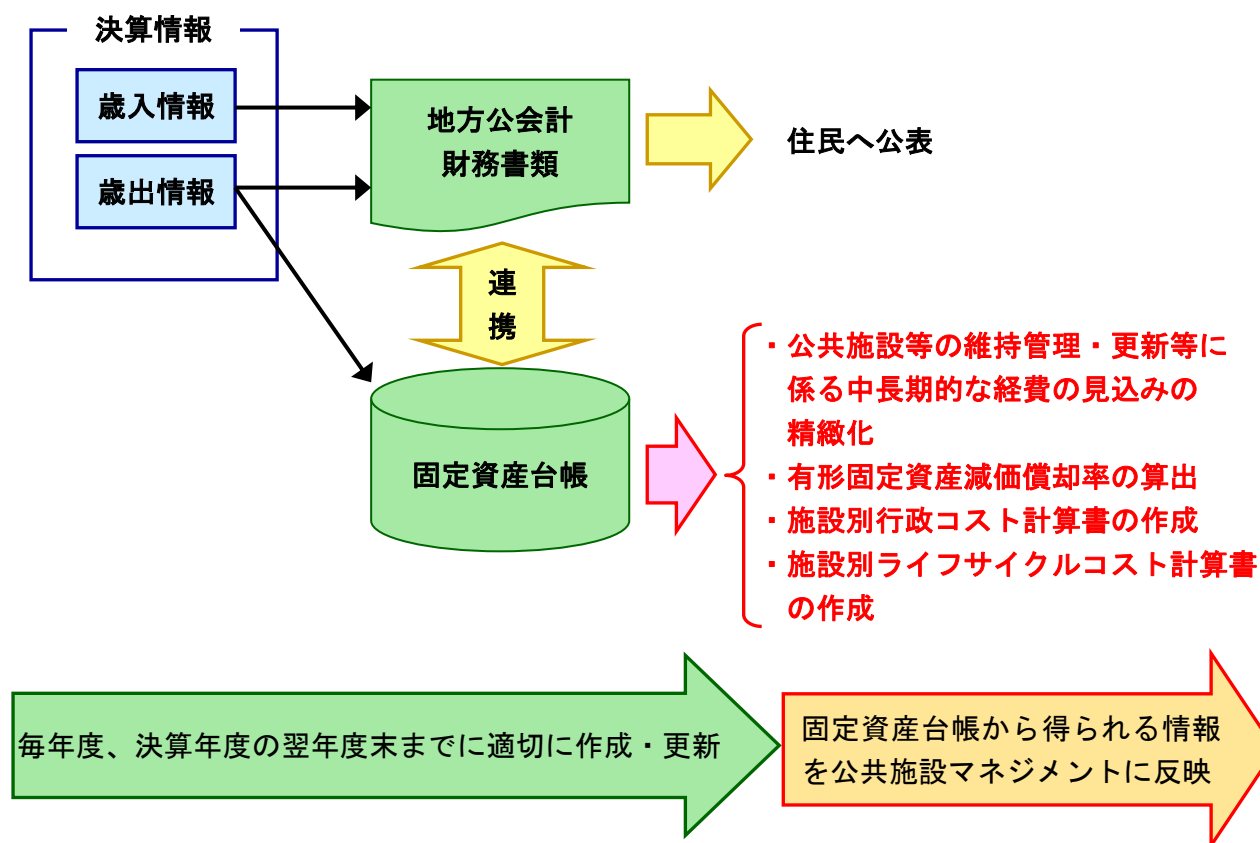 決算情報
歳入情報
歳出情報
地方公会計
財務書類
住民へ公表
連
携
固定資産台帳
・公共施設等の維持管理・更新等に
係る中長期的な経費の見込みの
精緻化
・有形固定資産減価償却率の算出
・施設別行政コスト計算書の作成
・施設別ライフサイクルコスト計算書
の作成
毎年度、決算年度の翌年度末までに適切に作成・更新
固定資産台帳から得られる情報
を公共施設マネジメントに反映